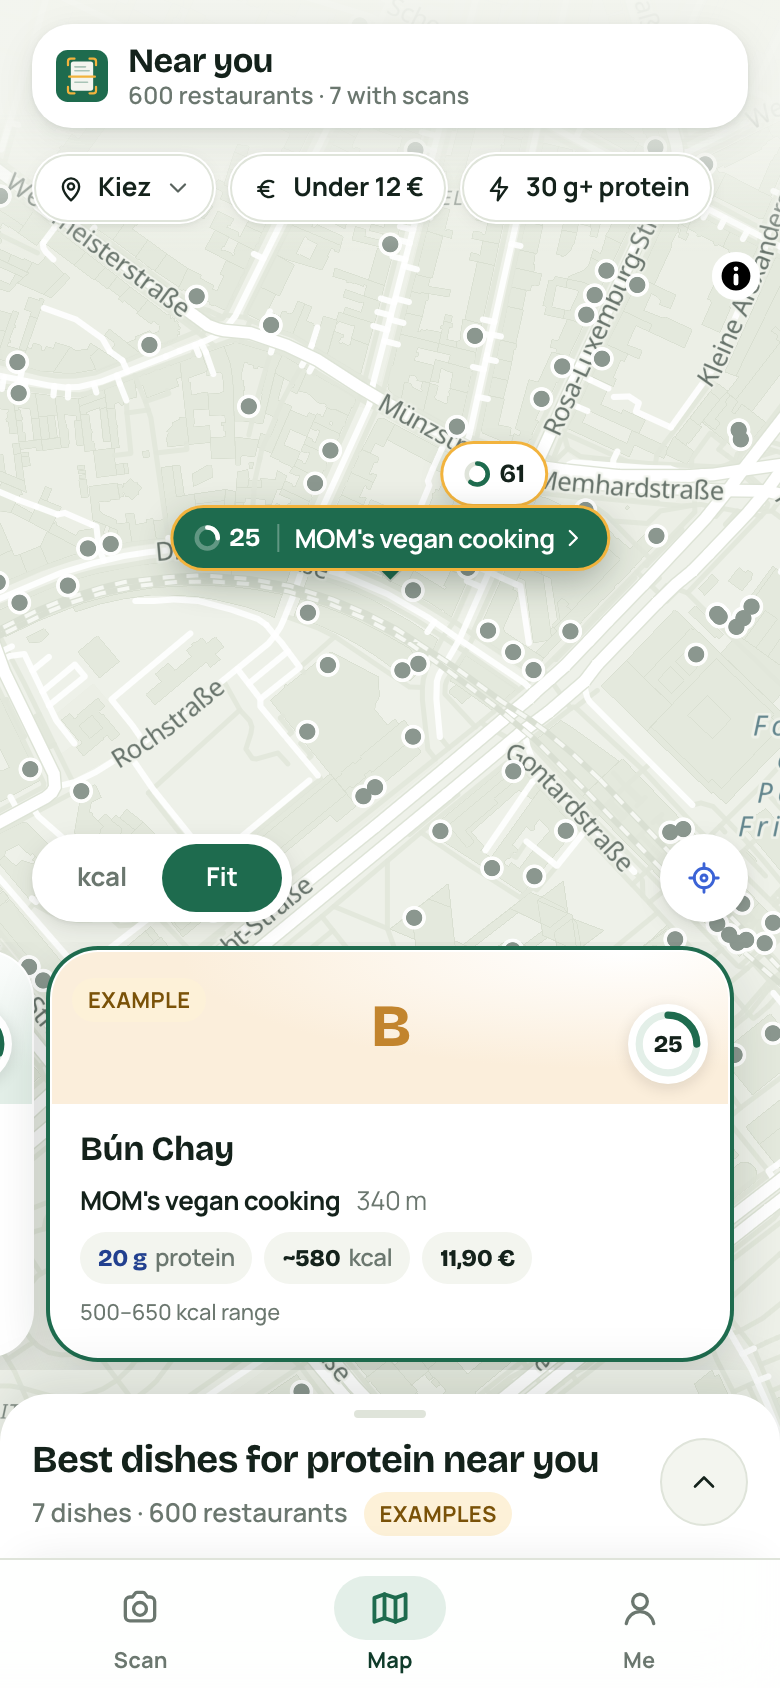 Near you
600 restaurants · 7 with scans
Kiez
€ Under 12 €
30 g+ protein
meisterstraße
Rosa-Luxemburg-Str
Kleine
Münzstr
61
Memhardstraße
25 MOM's vegan cooking
Rochstraße
Gontardstraße
kcal
Fit
ht-Straße
EXAMPLE
B
25
Bún Chay
MOM's vegan cooking 340 m
20 g protein
~580 kcal
11,90 €
500–650 kcal range
Best dishes for protein near you
7 dishes · 600 restaurants EXAMPLES
Scan
Map
Me